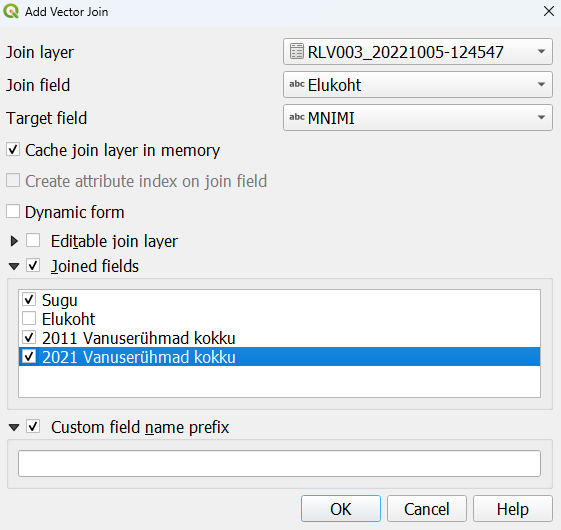 Add Vector Join
Join layer
RLV003_20221005-124547
Join field
abc Elukoht
Target field
abc MNIMI
Cache join layer in memory
Create attribute index on join field
Dynamic form
Editable join layer
Joined fields
Sugu
Elukoht
2011 Vanuserühmad kokku
2021 Vanuserühmad kokku
Custom field name prefix
OK Cancel Help